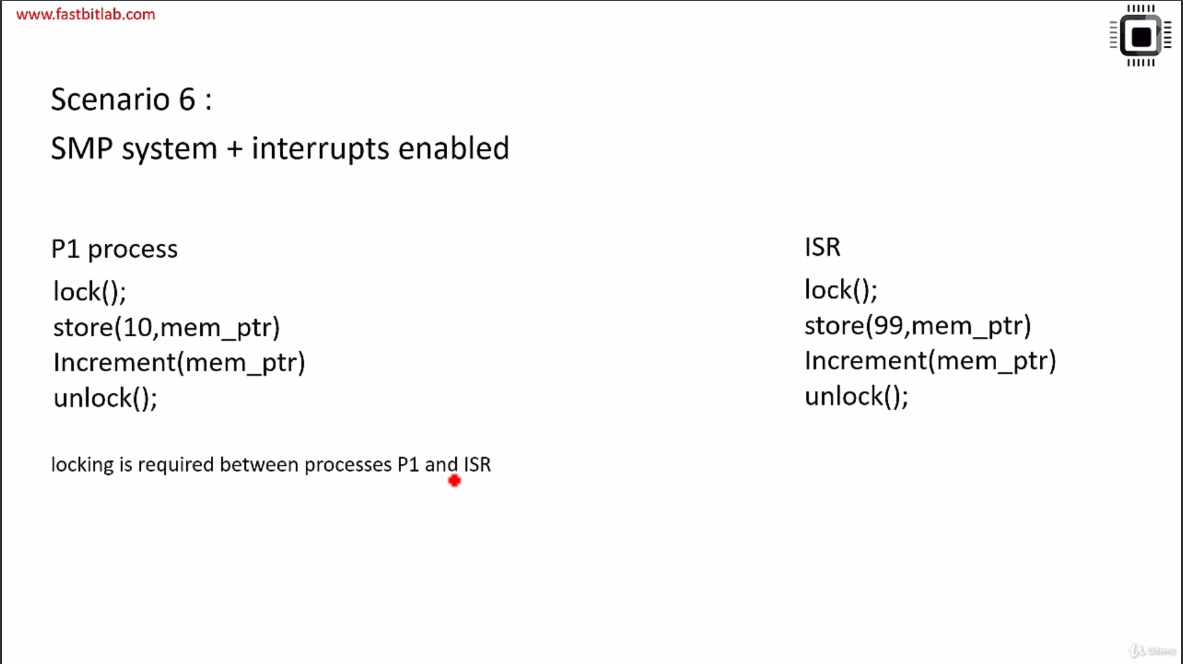 www.fastbitlab.com
Scenario 6 :
SMP system + interrupts enabled
P1 process
lock();
store(10,mem_ptr)
Increment(mem_ptr)
unlock();
ISR
lock();
store(99,mem_ptr)
Increment(mem_ptr)
unlock();
locking is required between processes P1 and ISR
Udemy